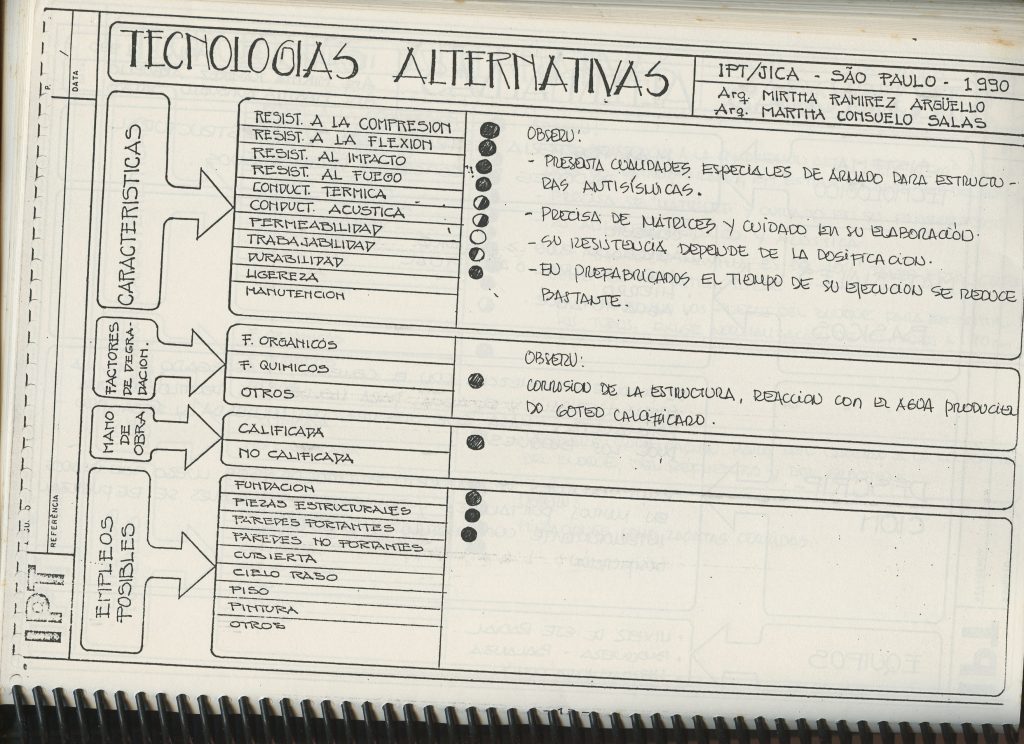 TECNOLOGIAS ALTERNATIVAS
IPT/JICA - SÃO PAULO - 1990
Arq. MIRTHA RAMIREZ ARGÜELLO
Arq. MARTHA CONSUELO SALAS
DATA
CARACTERISTICAS
RESIST. A LA COMPRESION
RESIST. A LA FLEXION
RESIST. AL IMPACTO
RESIST. AL FUEGO
CONDUCT. TERMICA
CONDUCT. ACUSTICA
PERMEABILIDAD
TRABAJABILIDAD
DURABILIDAD
LIGEREZA
MANUTENCION
OBSERV:
- PRESENTA CUALIDADES ESPECIALES DE ARMADO PARA ESTRUCTU-
RAS ANTISÍSMICAS.
- PRECISA DE MATRICES Y CUIDADO EN SU ELABORACIÓN.
- SU RESISTENCIA DEPENDE DE LA DOSIFICACION.
- EN PREFABRICADOS EL TIEMPO DE SU EJECUCION SE REDUCE
BASTANTE.
FACTORES
DE DEGRA-
DACION.
F. ORGANICOS
F. QUIMICOS
OTROS
OBSERV:
CORROSION DE LA ESTRUCTURA, REACCION CON EL AGUA PRODUCIEN
DO GOTEO CALCIFICADO.
MANO
DE
OBRA
CALIFICADA
NO CALIFICADA
EMPLEOS
POSIBLES
FUNDACION
PIEZAS ESTRUCTURALES
PAREDES PORTANTES
PAREDES NO PORTANTES
CUBIERTA
CIELO RASO
PISO
PINTURA
OTROS
REFERÊNCIA
IPT